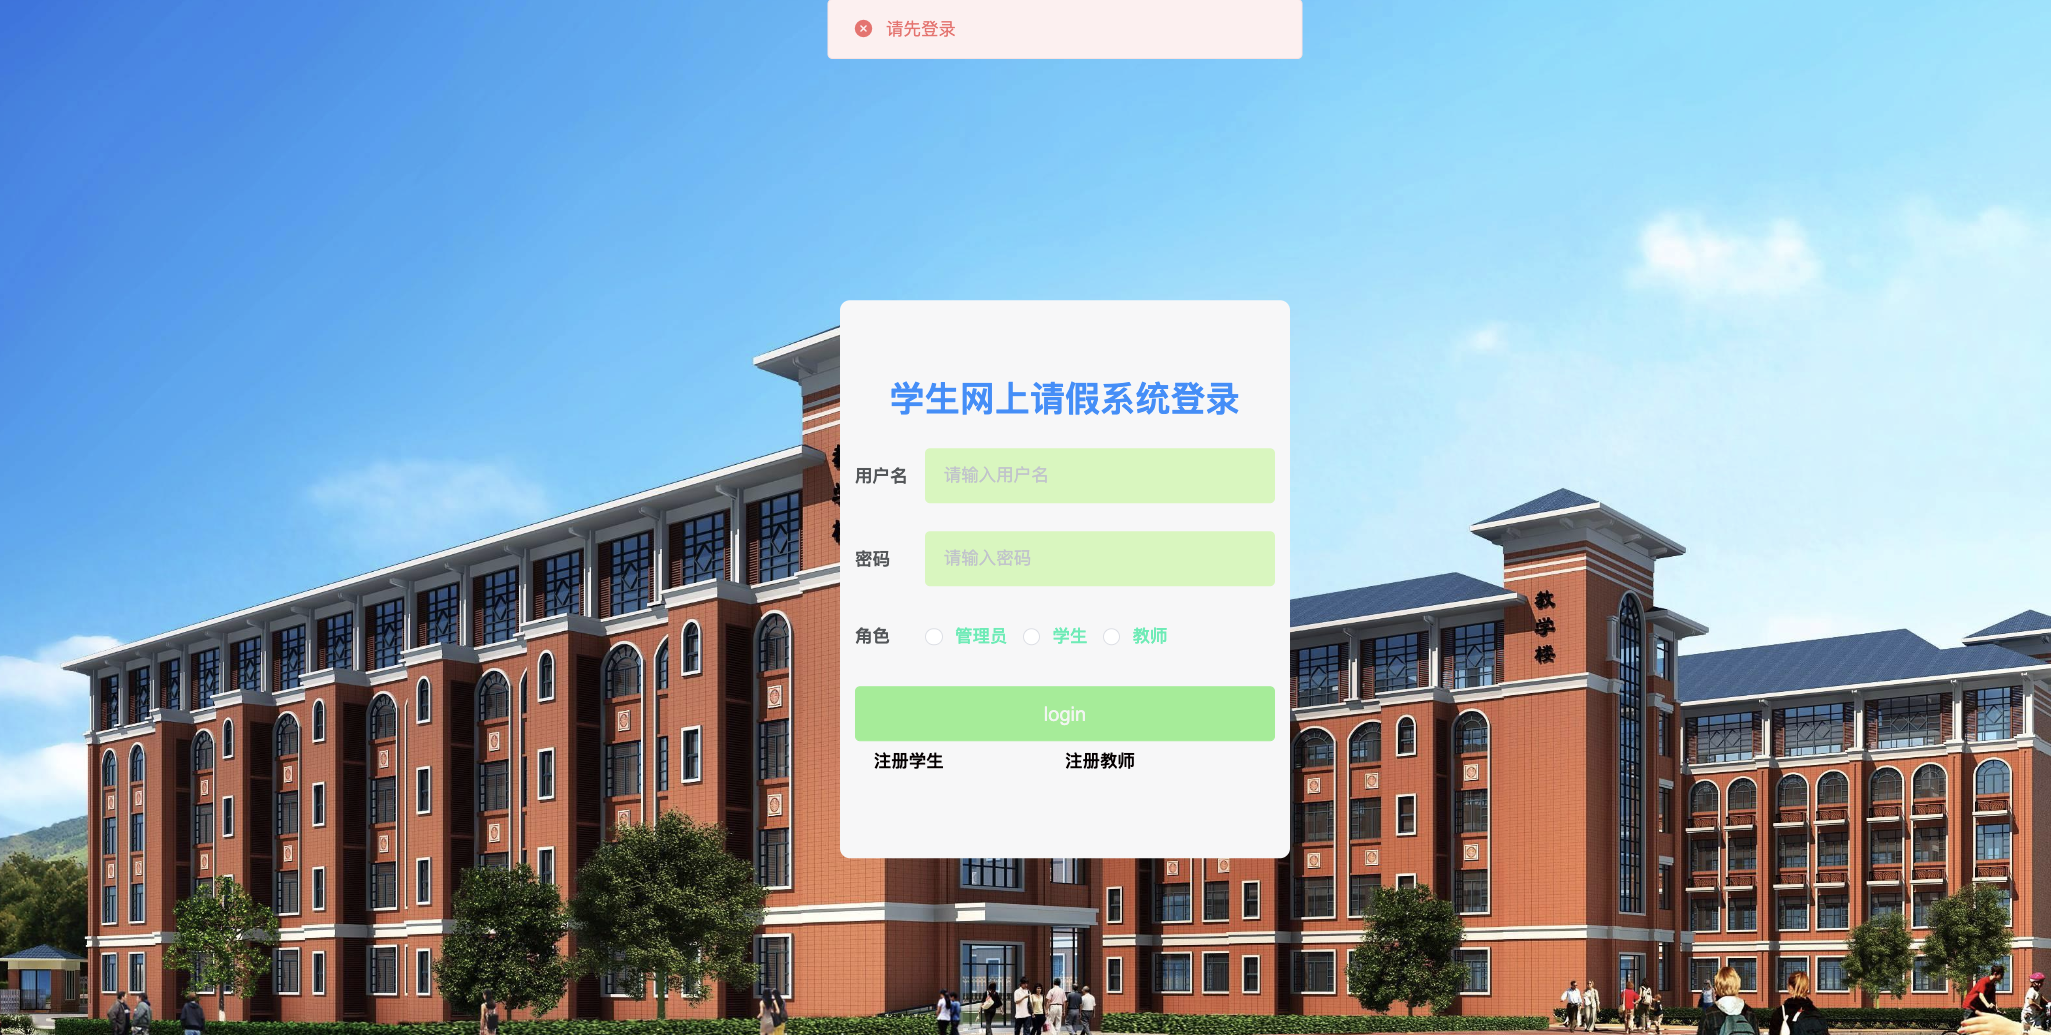 请先登录
学生网上请假系统登录
用户名
请输入用户名
密码
请输入密码
角色 管理员 学生 教师
login
注册学生 注册教师
教学楼